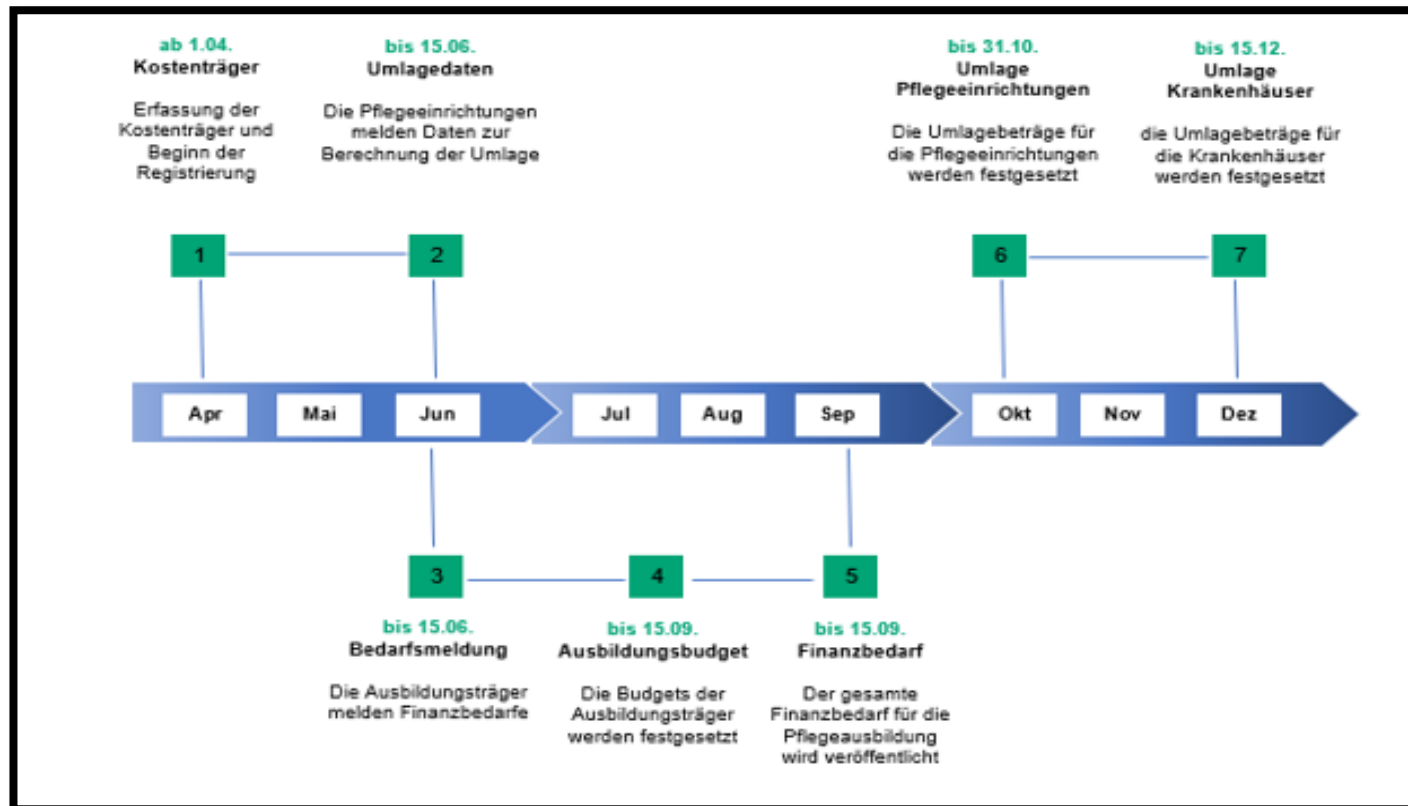 ab 1.04.
Kostenträger
Erfassung der
Kostenträger und
Beginn der
Registrierung
bis 15.06.
Umlagedaten
Die Pflegeeinrichtungen
melden Daten zur
Berechnung der Umlage
bis 31.10.
Umlage
Pflegeeinrichtungen
Die Umlagebeträge für
die Pflegeeinrichtungen
werden festgesetzt
bis 15.12.
Umlage
Krankenhäuser
die Umlagebeträge für
die Krankenhäuser
werden festgesetzt
1
2
6
7
Apr
Mai
Jun
Jul
Aug
Sep
Okt
Nov
Dez
3
4
5
bis 15.06.
Bedarfsmeldung
Die Ausbildungsträger
melden Finanzbedarfe
bis 15.09.
Ausbildungsbudget
Die Budgets der
Ausbildungsträger
werden festgesetzt
bis 15.09.
Finanzbedarf
Der gesamte
Finanzbedarf für die
Pflegeausbildung
wird veröffentlicht